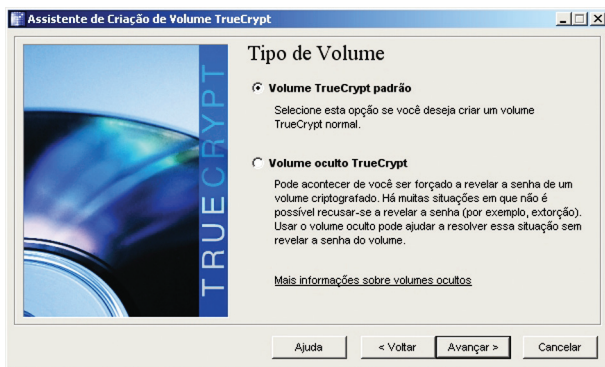 Assistente de Criação de Volume TrueCrypt
TRUECRYPT
Tipo de Volume
Volume TrueCrypt padrão
Selecione esta opção se você deseja criar um volume
TrueCrypt normal.
Volume oculto TrueCrypt
Pode acontecer de você ser forçado a revelar a senha de um
volume criptografado. Há muitas situações em que não é
possível recusar-se a revelar a senha (por exemplo, extorção).
Usar o volume oculto pode ajudar a resolver essa situação sem
revelar a senha do volume.
Mais informações sobre volumes ocultos
Ajuda
< Voltar
Avançar >
Cancelar